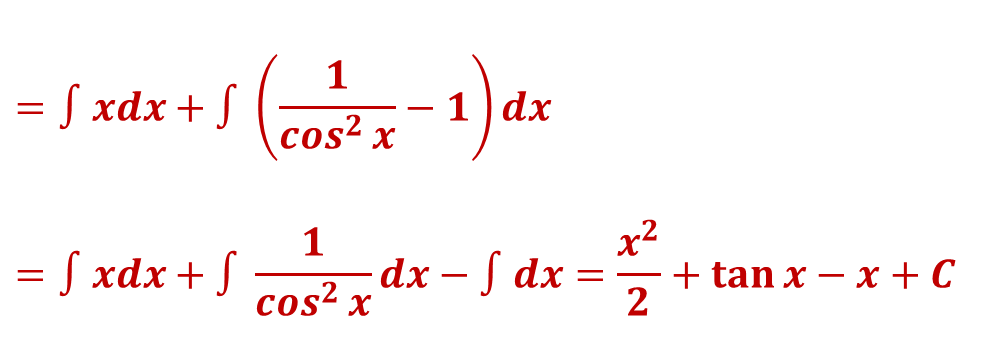 = ∫ xdx + ∫ (1/cos² x − 1) dx
= ∫ xdx + ∫ 1/cos² x dx − ∫ dx = x²/2 + tan x − x + C